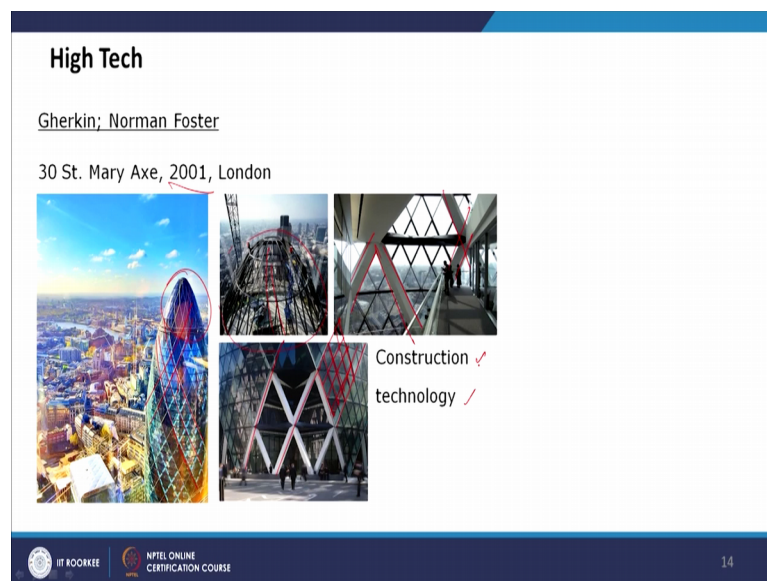 High Tech
Gherkin; Norman Foster
30 St. Mary Axe, 2001, London
Construction
technology
IIT ROORKEE
NPTEL ONLINE
CERTIFICATION COURSE
14